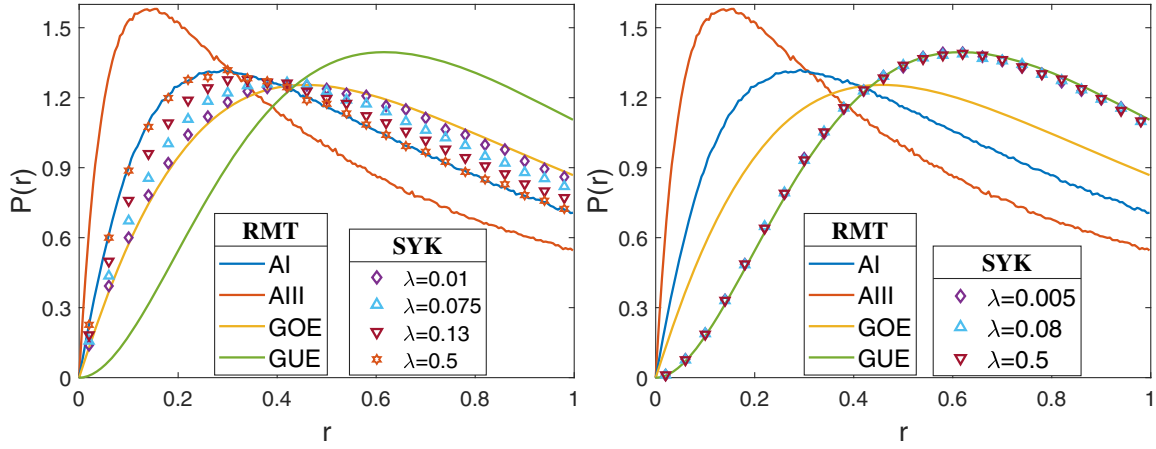 P(r)
1.5
1.2
0.9
0.6
0.3
0
0
0.2
0.4
0.6
0.8
1
r
RMT
AI
AIII
GOE
GUE
SYK
λ=0.01
λ=0.075
λ=0.13
λ=0.5
P(r)
1.5
1.2
0.9
0.6
0.3
0
0
0.2
0.4
0.6
0.8
1
r
RMT
AI
AIII
GOE
GUE
SYK
λ=0.005
λ=0.08
λ=0.5